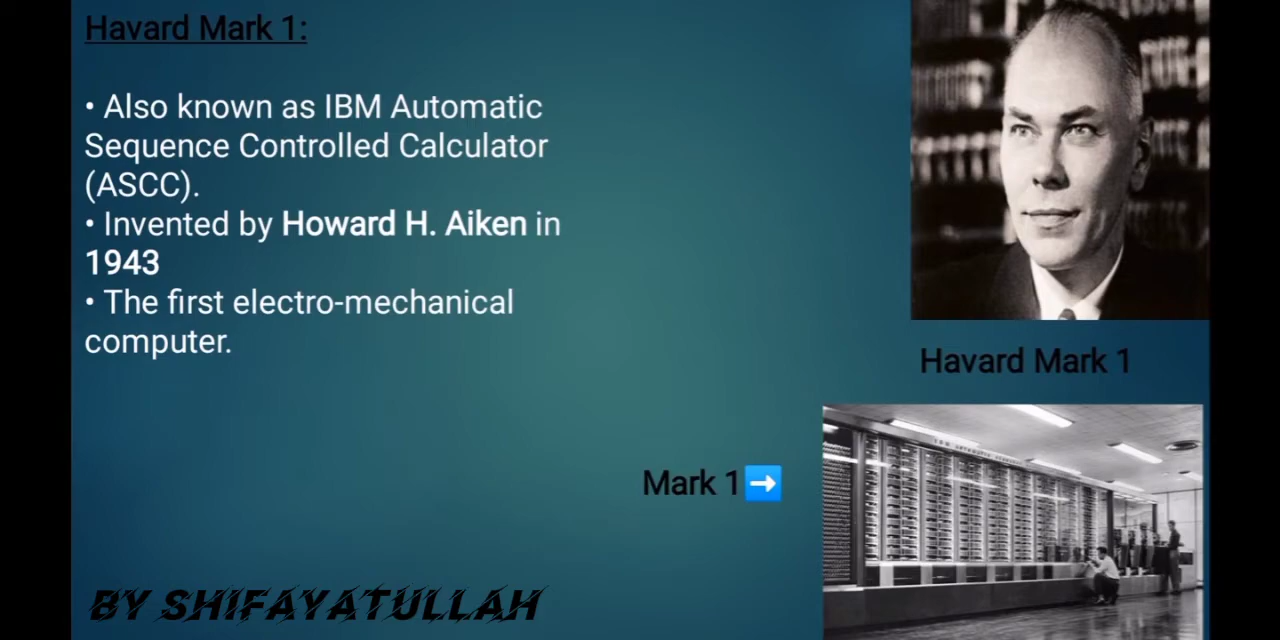 Havard Mark 1:
• Also known as IBM Automatic
Sequence Controlled Calculator
(ASCC).
• Invented by Howard H. Aiken in
1943
• The first electro-mechanical
computer.
Havard Mark 1
Mark 1➡
BY SHIFAYATULLAH